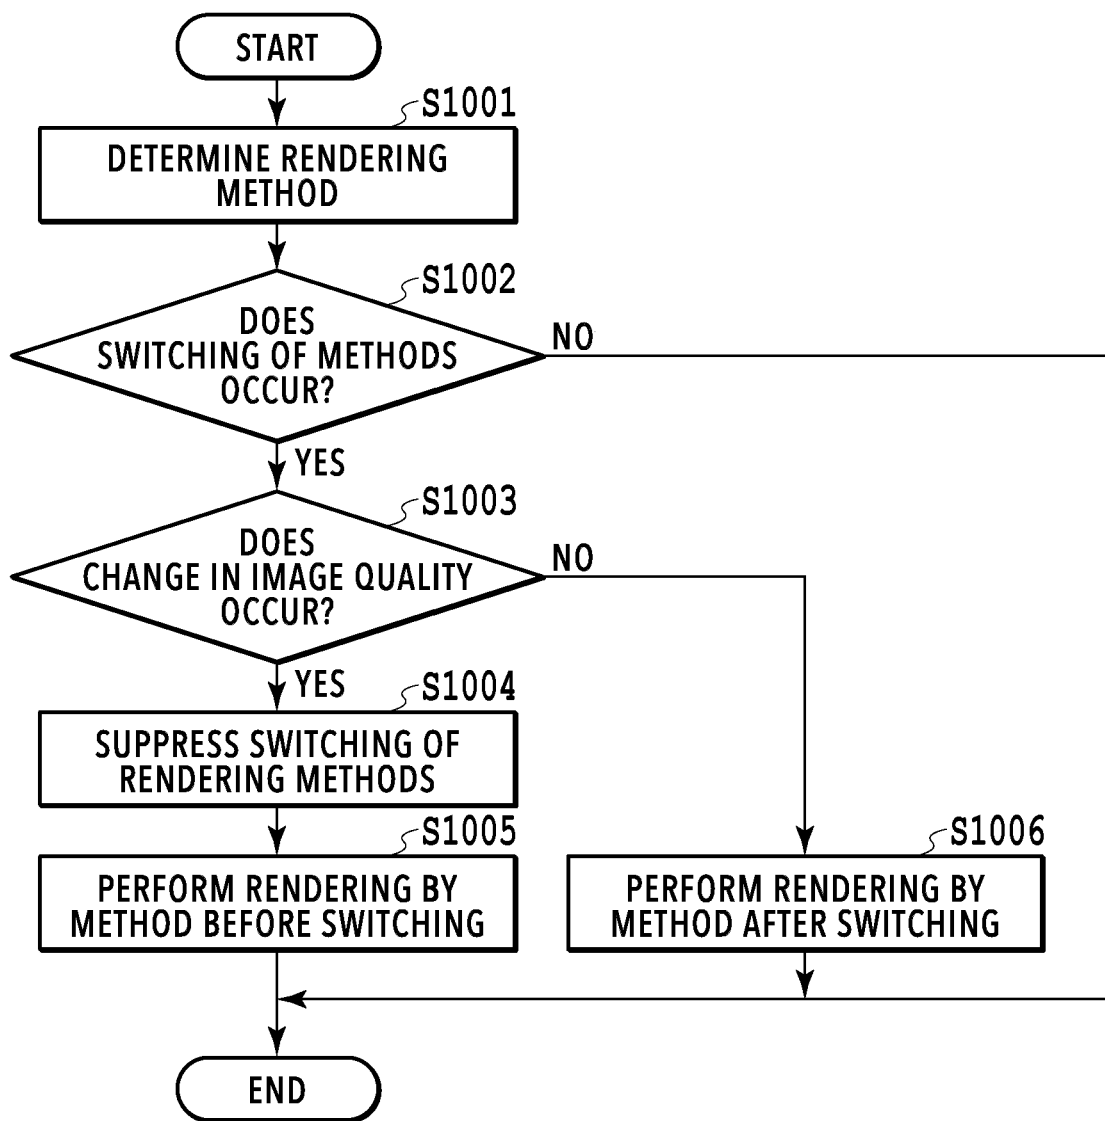 START
S1001
DETERMINE RENDERING
METHOD
S1002
DOES
SWITCHING OF METHODS
OCCUR?
NO
YES
S1003
DOES
CHANGE IN IMAGE QUALITY
OCCUR?
NO
YES
S1004
SUPPRESS SWITCHING OF
RENDERING METHODS
S1005
PERFORM RENDERING BY
METHOD BEFORE SWITCHING
S1006
PERFORM RENDERING BY
METHOD AFTER SWITCHING
END